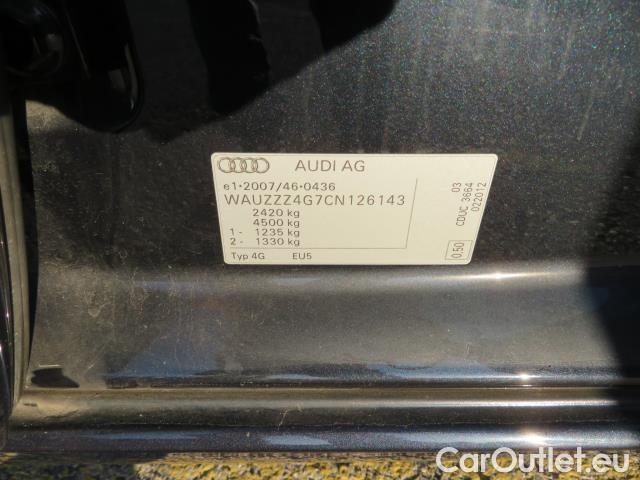 AUDI AG
e1•2007/46•0436
WAUZZZ4G7CN126143
2420 kg
4500 kg
1 - 1235 kg
2 - 1330 kg
Typ 4G EU5
03
CDUC 3664
022012
0.50
CarOutlet.eu